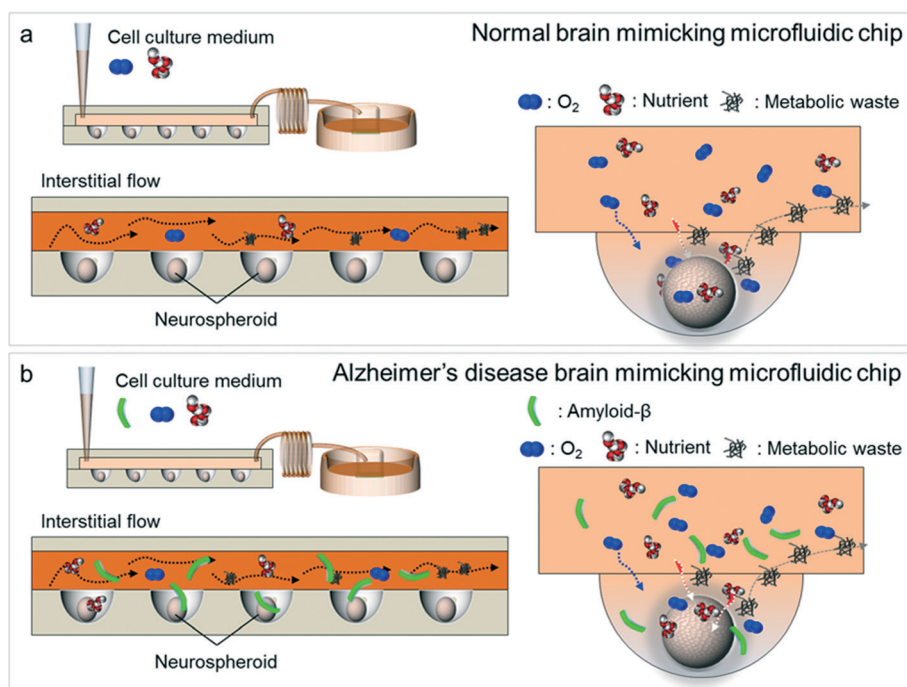 a
Cell culture medium
Normal brain mimicking microfluidic chip
: O₂ : Nutrient : Metabolic waste
Interstitial flow
Neurospheroid
b
Cell culture medium
Alzheimer's disease brain mimicking microfluidic chip
: Amyloid-β
: O₂ : Nutrient : Metabolic waste
Interstitial flow
Neurospheroid